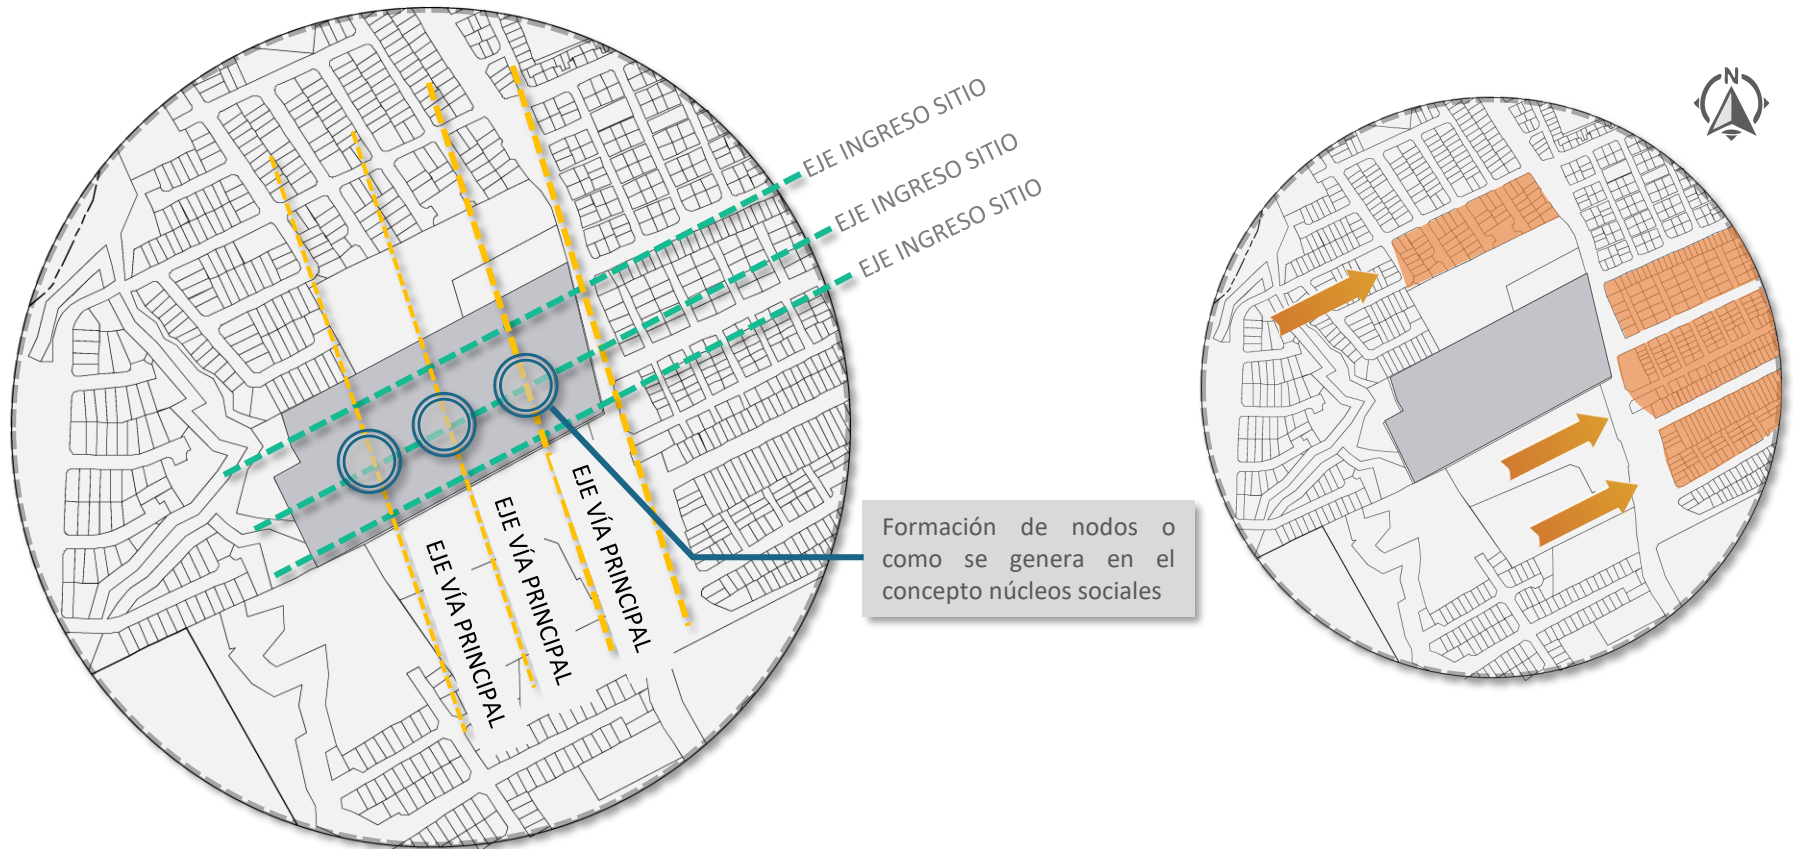 EJE INGRESO SITIO
EJE INGRESO SITIO
EJE INGRESO SITIO
EJE VÍA PRINCIPAL
EJE VÍA PRINCIPAL
EJE VÍA PRINCIPAL
Formación de nodos o
como se genera en el
concepto núcleos sociales
N